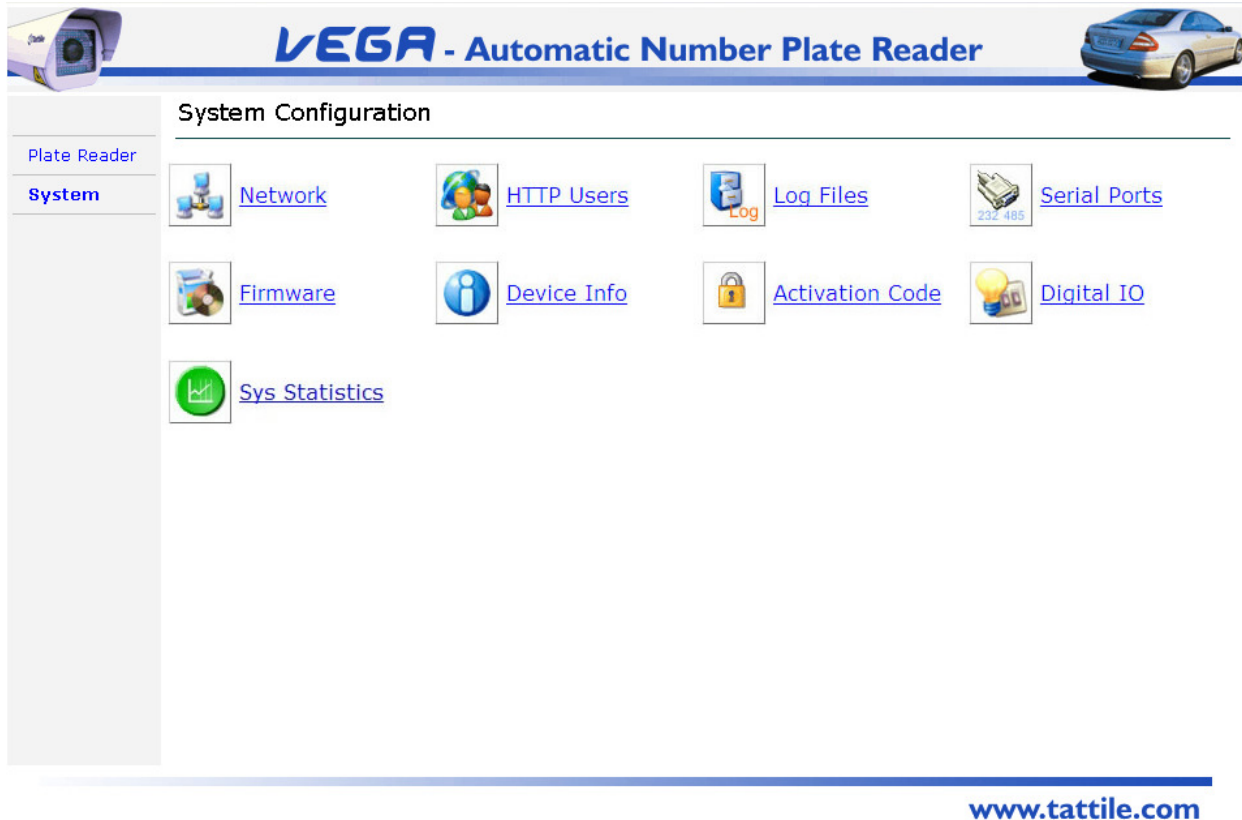 VEGA - Automatic Number Plate Reader
System Configuration
Plate Reader
System
Network
HTTP Users
Log
Log Files
232 485
Serial Ports
Firmware
Device Info
Activation Code
Digital IO
Sys Statistics
www.tattile.com